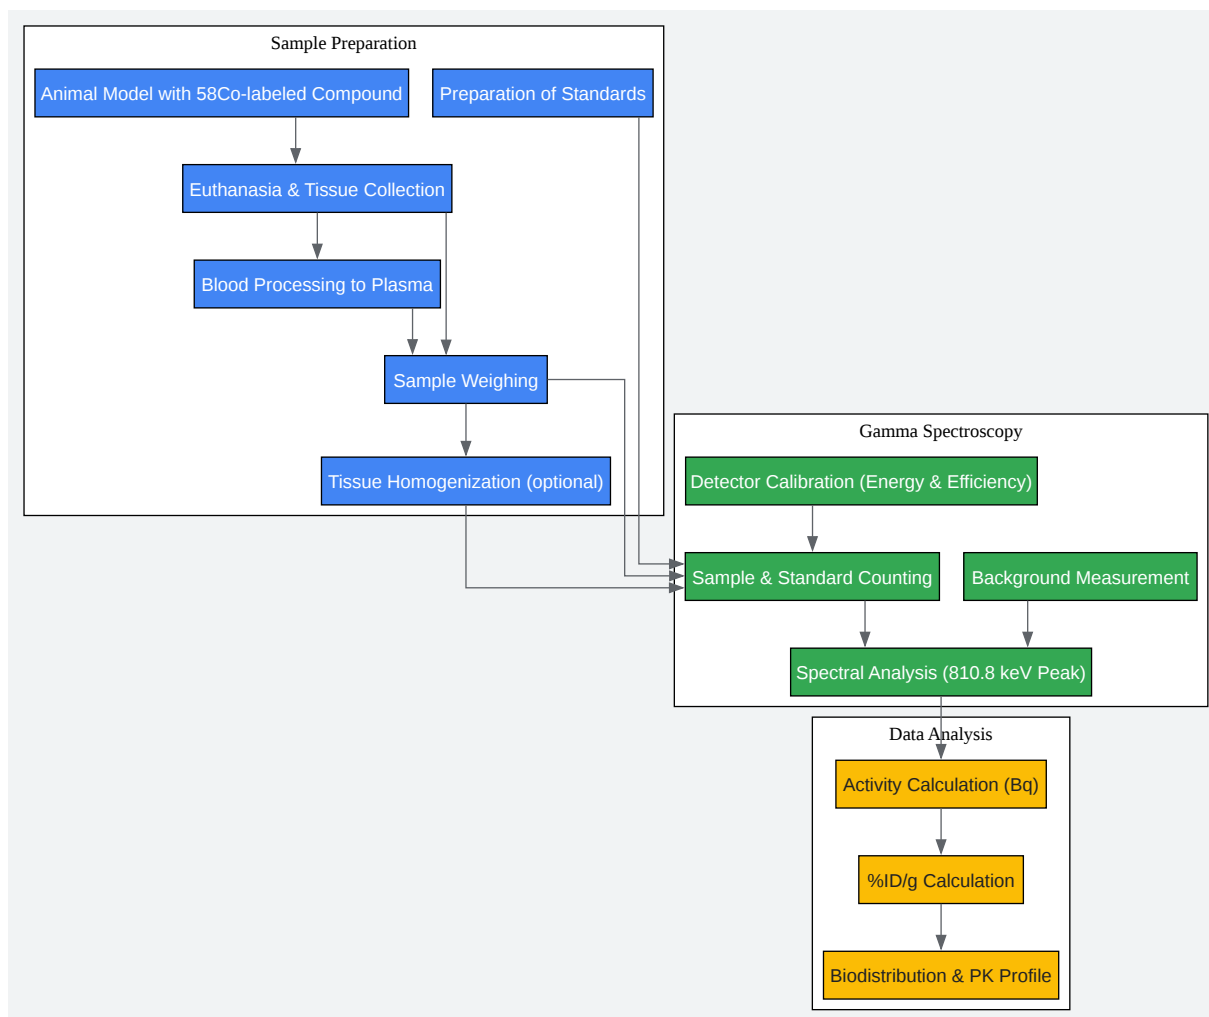 Sample Preparation
Animal Model with 58Co-labeled Compound
Preparation of Standards
Euthanasia & Tissue Collection
Blood Processing to Plasma
Sample Weighing
Tissue Homogenization (optional)
Gamma Spectroscopy
Detector Calibration (Energy & Efficiency)
Sample & Standard Counting
Background Measurement
Spectral Analysis (810.8 keV Peak)
Data Analysis
Activity Calculation (Bq)
%ID/g Calculation
Biodistribution & PK Profile